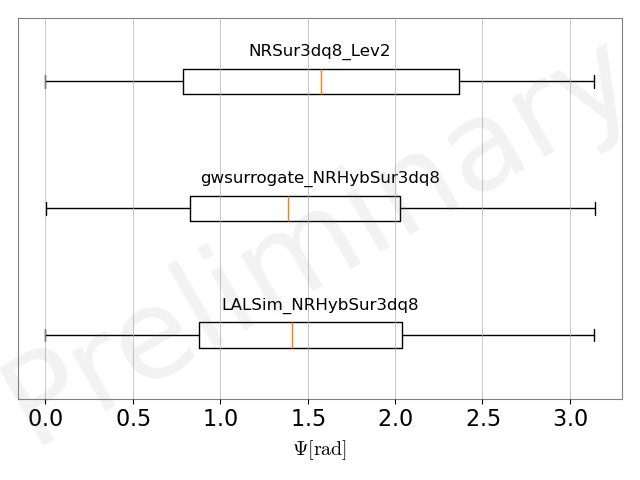 NRSur3dq8_Lev2
gwsurrogate_NRHybSur3dq8
LALSim_NRHybSur3dq8
Preliminary
0.0 0.5 1.0 1.5 2.0 2.5 3.0
Ψ[rad]